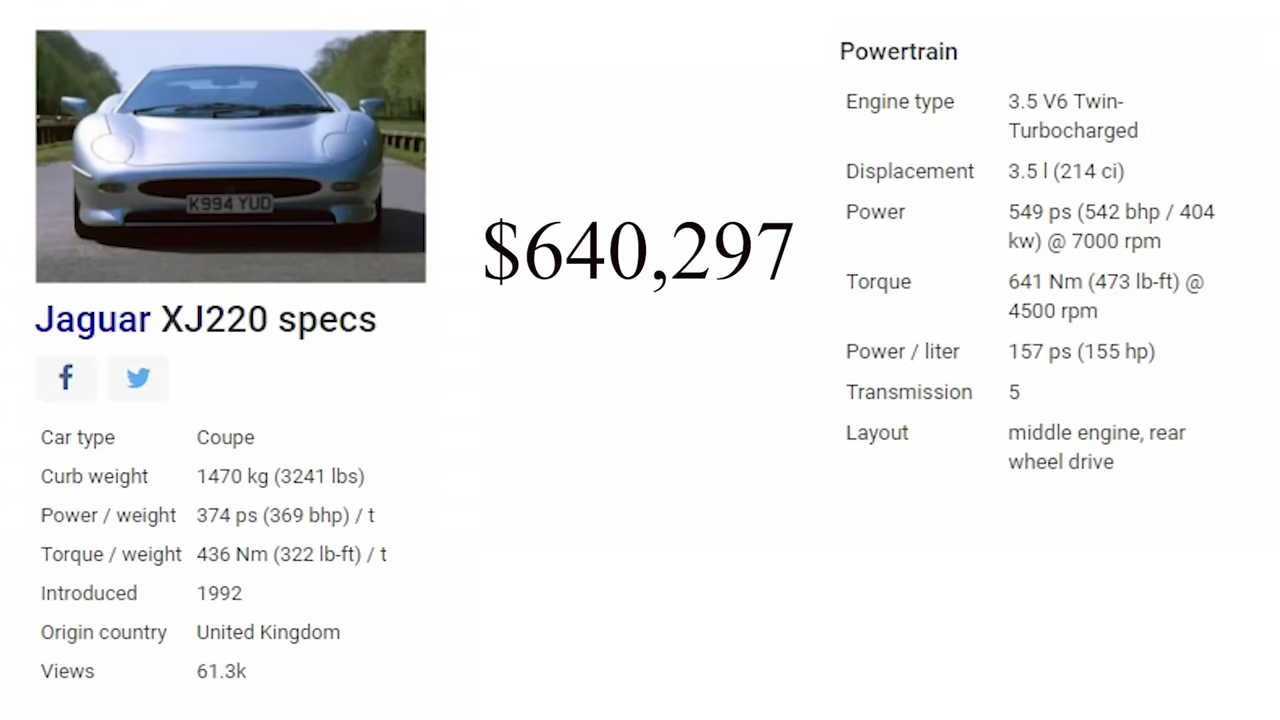 K994 YUD
Jaguar XJ220 specs
Car type Coupe
Curb weight 1470 kg (3241 lbs)
Power / weight 374 ps (369 bhp) / t
Torque / weight 436 Nm (322 lb-ft) / t
Introduced 1992
Origin country United Kingdom
Views 61.3k
$640,297
Powertrain
Engine type 3.5 V6 Twin-
Turbocharged
Displacement 3.5 l (214 ci)
Power 549 ps (542 bhp / 404
kw) @ 7000 rpm
Torque 641 Nm (473 lb-ft) @
4500 rpm
Power / liter 157 ps (155 hp)
Transmission 5
Layout middle engine, rear
wheel drive